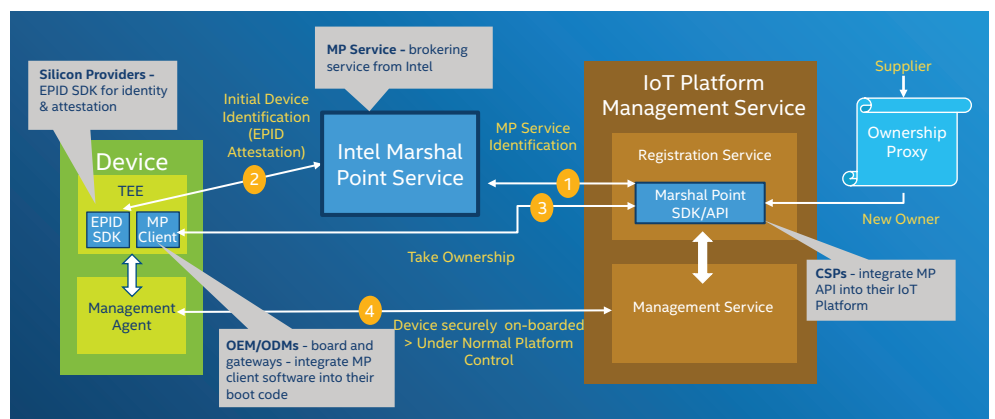 MP Service - brokering
service from Intel
Silicon Providers -
EPID SDK for identity
& attestation
Initial Device
Identification
(EPID
Attestation)
2
Intel Marshal
Point Service
MP Service
Identification
1
3
Take Ownership
IoT Platform
Management Service
Registration Service
Marshal Point
SDK/API
Management Service
Supplier
Ownership
Proxy
New Owner
CSPs - integrate MP
API into their IoT
Platform
Device
TEE
EPID
SDK
MP
Client
Management
Agent
4
Device securely on-boarded
> Under Normal Platform
Control
OEM/ODMs - board and
gateways - integrate MP
client software into their
boot code